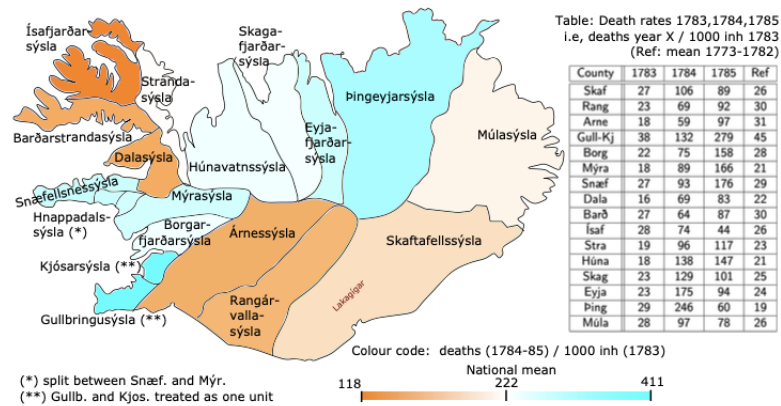 Table: Death rates 1783,1784,1785
i.e, deaths year X / 1000 inh 1783
(Ref: mean 1773-1782)
Ísafjarðar-
sýsla
Stranda-
sýsla
Skaga-
fjarðar-
sýsla
Þingeyjarsýsla
Barðarstrandasýsla
Dalasýsla
Húnavatnssýsla
Eyja-
fjarðar-
sýsla
Múlasýsla
Snæfellsnessýsla
Hnappadals-
sýsla (*)
Mýrasýsla
Borgar-
fjarðarsýsla
Kjósarsýsla (**)
Árnessýsla
Skaftafellssýsla
Gullbringusýsla (**)
Rangár-
valla-
sýsla
Lakagígar
County 1783 1784 1785 Ref
Skaf 27 106 89 26
Rang 23 69 92 30
Arne 18 59 97 31
Gull-Kj 38 132 279 45
Borg 22 75 158 28
Mýra 18 89 166 21
Snæf 27 93 176 29
Dala 16 69 83 22
Barð 27 64 87 30
Ísaf 28 74 44 26
Stra 19 96 117 23
Húna 18 138 147 21
Skag 23 129 101 25
Eyja 23 175 94 24
Þing 29 246 60 19
Múla 28 97 78 26
Colour code: deaths (1784-85) / 1000 inh (1783)
National mean
118 222 411
(*) split between Snæf. and Mýr.
(**) Gullb. and Kjos. treated as one unit